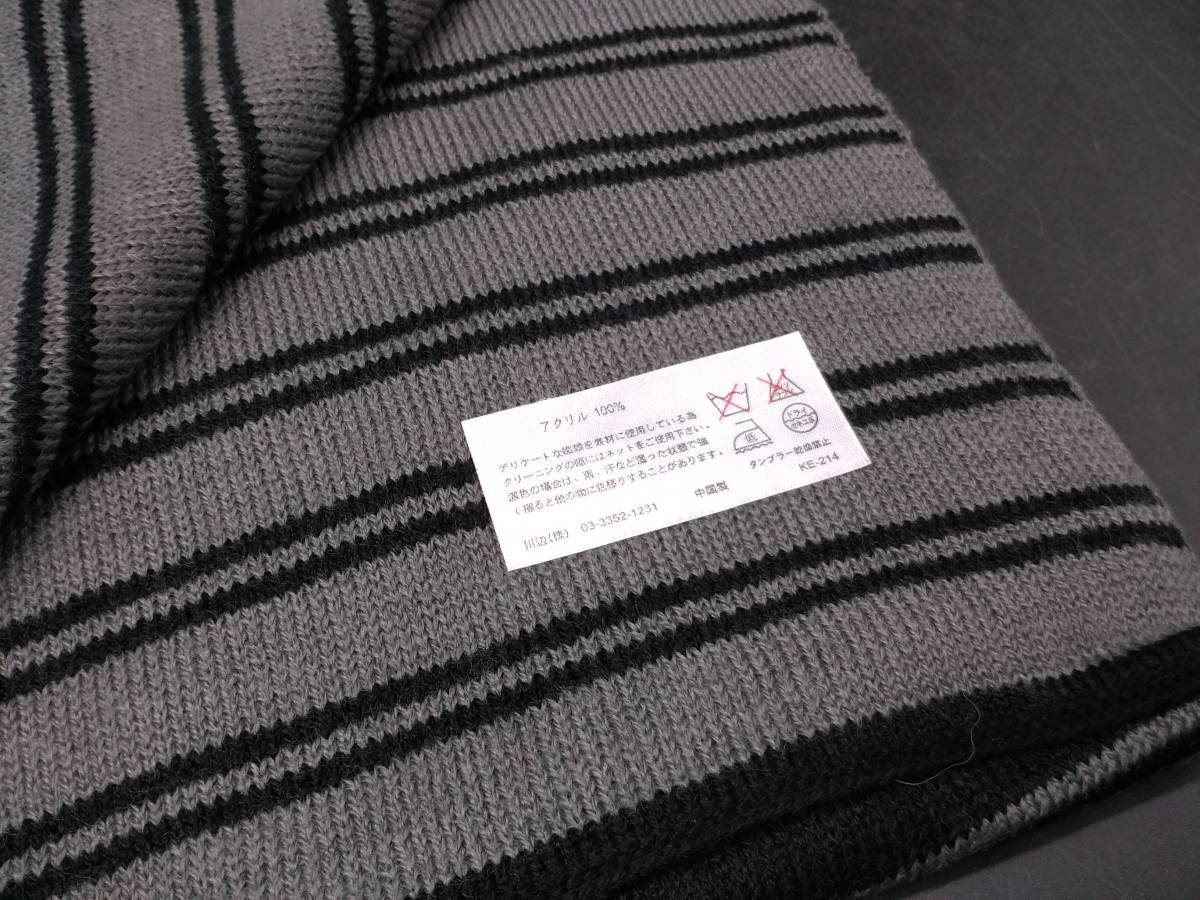 アクリル 100%
デリケートな繊維を素材に使用している為
クリーニングの際にはネットをご使用下さい。
濃色の場合は、雨、汗など湿った状態で強
く擦ると他の物に色移りすることがあります。
川辺(株) 03-3352-1231 中国製
低
ドライ
セキユ系
タンブラー乾燥禁止
KE-214